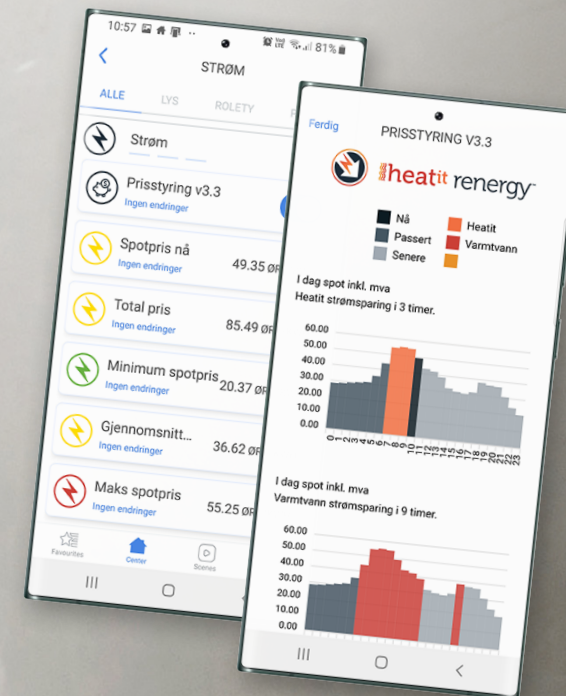 10:57
81%
STRØM
ALLE
LYS
ROLETY
Strøm
Prisstyring v3.3
Ingen endringer
Spotpris nå
Ingen endringer
49.35 ØR
Total pris
Ingen endringer
85.49 ØR
Minimum spotpris
Ingen endringer
20.37 ØR
Gjennomsnitt...
Ingen endringer
36.62 ØR
Maks spotpris
Ingen endringer
55.25 ØR
Favourites
Center
Scenes
Ferdig
PRISSTYRING V3.3
heatit renergy
Nå
Heatit
Passert
Varmtvann
Senere
I dag spot inkl. mva
Heatit strømsparing i 3 timer.
60.00
50.00
40.00
30.00
20.00
10.00
0.00
0 1 2 3 4 5 6 7 8 9 10 11 12 13 14 15 16 17 18 19 20 21 22 23
I dag spot inkl. mva
Varmtvann strømsparing i 9 timer.
60.00
50.00
40.00
30.00
20.00
10.00
0.00